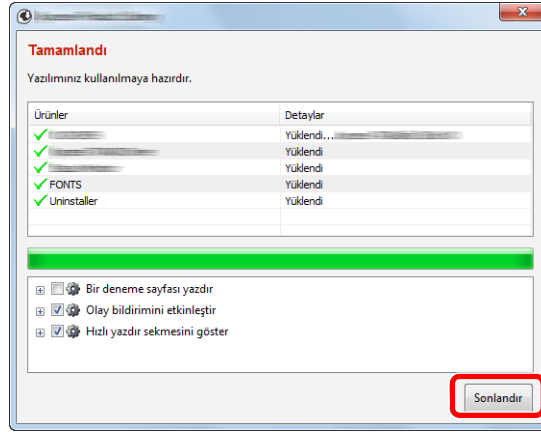 Tamamlandı
Yazılımınız kullanılmaya hazırdır.
Ürünler Detaylar
Yüklendi...
Yüklendi
Yüklendi
FONTS Yüklendi
Uninstaller Yüklendi
Bir deneme sayfası yazdır
Olay bildirimini etkinleştir
Hızlı yazdır sekmesini göster
Sonlandır